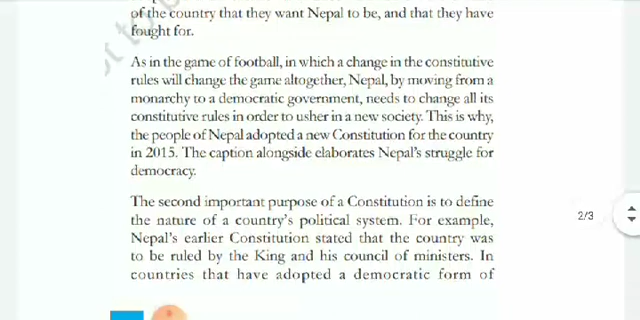 of the country that they want Nepal to be, and that they have
fought for.
As in the game of football, in which a change in the constitutive
rules will change the game altogether, Nepal, by moving from a
monarchy to a democratic government, needs to change all its
constitutive rules in order to usher in a new society. This is why,
the people of Nepal adopted a new Constitution for the country
in 2015. The caption alongside elaborates Nepal's struggle for
democracy.
The second important purpose of a Constitution is to define
the nature of a country's political system. For example,
Nepal's earlier Constitution stated that the country was
to be ruled by the King and his council of ministers. In
countries that have adopted a democratic form of
2/3